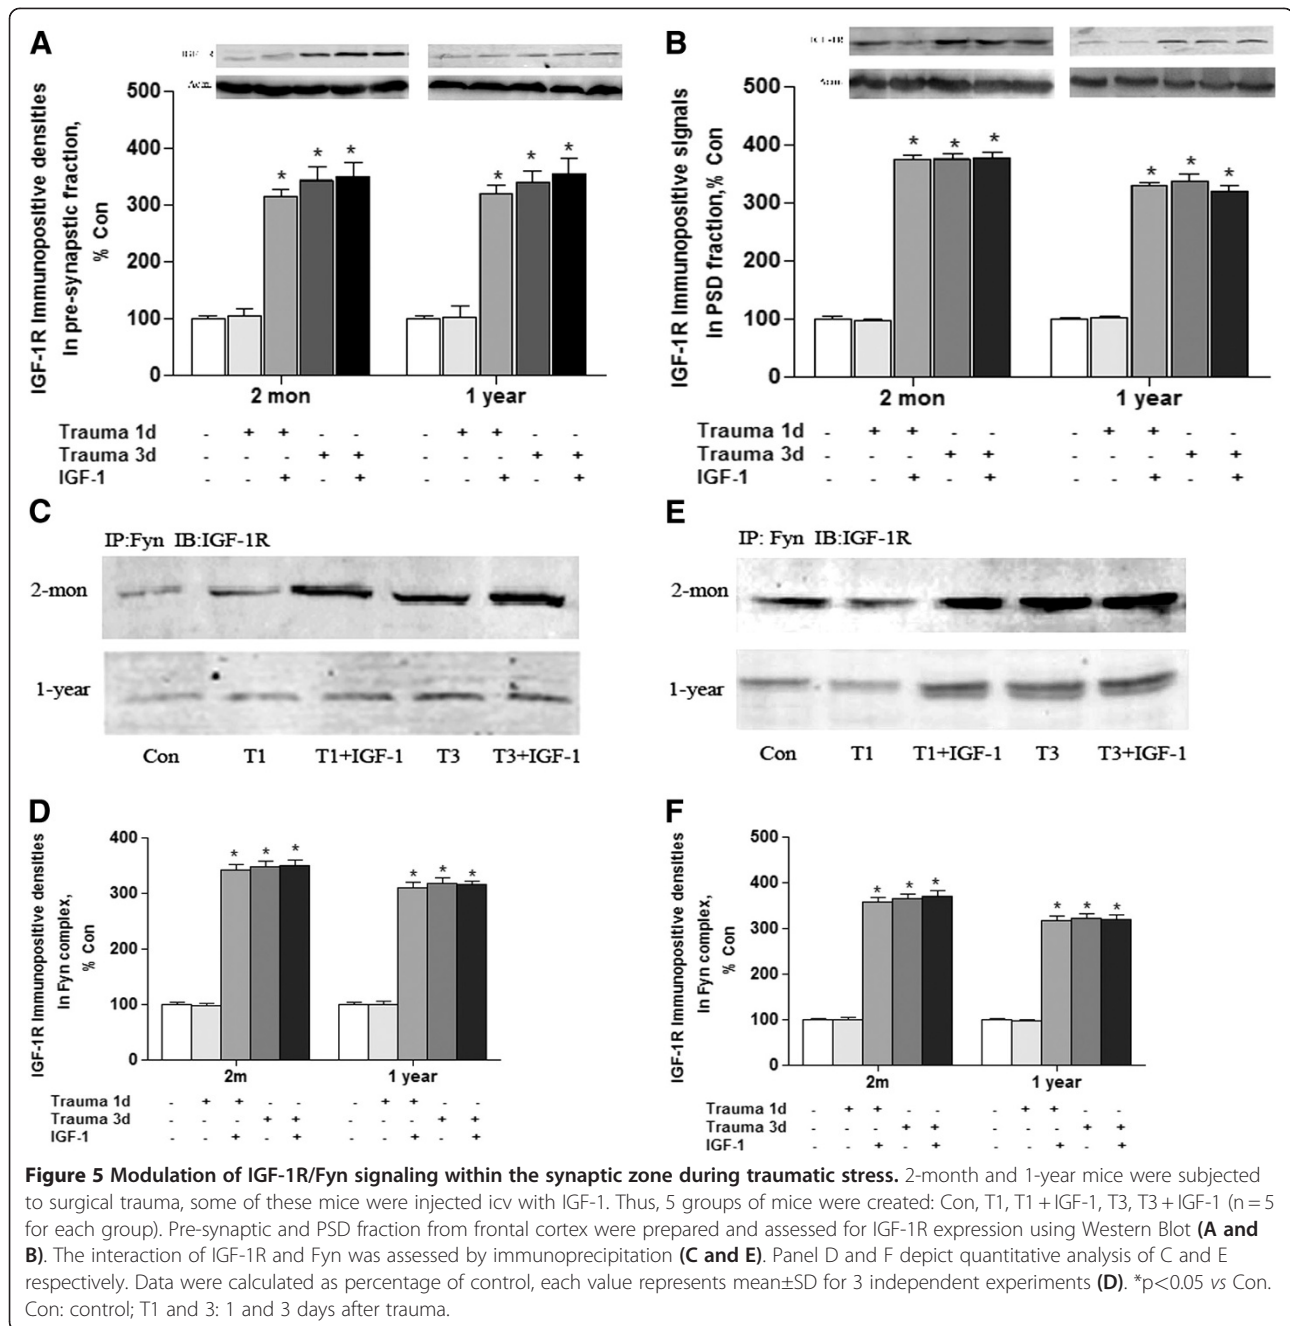 A
IGF-1R
Actin
IGF-1R Immunopositive densities
In pre-synapstic fraction,
% Con
500
400
300
200
100
0
* * * * * *
2 mon 1 year
Trauma 1d - + + - - - + + - -
Trauma 3d - - - + + - - - + +
IGF-1 - - + - + - - + - +
B
IGF-1R
Actin
IGF-1R Immunopositive signals
In PSD fraction,% Con
500
400
300
200
100
0
* * * * * *
2 mon 1 year
Trauma 1d - + + - - - + + - -
Trauma 3d - - - + + - - - + +
IGF-1 - - + - + - - + - +
C
IP:Fyn IB:IGF-1R
2-mon
1-year
Con T1 T1+IGF-1 T3 T3+IGF-1
E
IP: Fyn IB:IGF-1R
2-mon
1-year
Con T1 T1+IGF-1 T3 T3+IGF-1
D
IGF-1R Immunopositive densities
In Fyn complex,
% Con
400
300
200
100
0
* * * * * *
2m 1 year
Trauma 1d - + + - - - + + - -
Trauma 3d - - - + + - - - + +
IGF-1 - - + - + - - + - +
F
IGF-1R Immunopositive densities
In Fyn complex,
% Con
500
400
300
200
100
0
* * * * * *
2m 1 year
Trauma 1d - + + - - - + + - -
Trauma 3d - - - + + - - - + +
IGF-1 - - + - + - - + - +
Figure 5 Modulation of IGF-1R/Fyn signaling within the synaptic zone during traumatic stress. 2-month and 1-year mice were subjected
to surgical trauma, some of these mice were injected icv with IGF-1. Thus, 5 groups of mice were created: Con, T1, T1 + IGF-1, T3, T3 + IGF-1 (n = 5
for each group). Pre-synaptic and PSD fraction from frontal cortex were prepared and assessed for IGF-1R expression using Western Blot (A and
B). The interaction of IGF-1R and Fyn was assessed by immunoprecipitation (C and E). Panel D and F depict quantitative analysis of C and E
respectively. Data were calculated as percentage of control, each value represents mean±SD for 3 independent experiments (D). *p<0.05 vs Con.
Con: control; T1 and 3: 1 and 3 days after trauma.